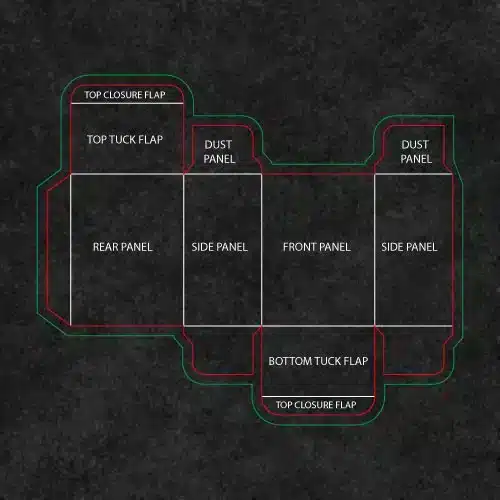 TOP CLOSURE FLAP
TOP TUCK FLAP
DUST
PANEL
DUST
PANEL
REAR PANEL
SIDE PANEL
FRONT PANEL
SIDE PANEL
BOTTOM TUCK FLAP
TOP CLOSURE FLAP